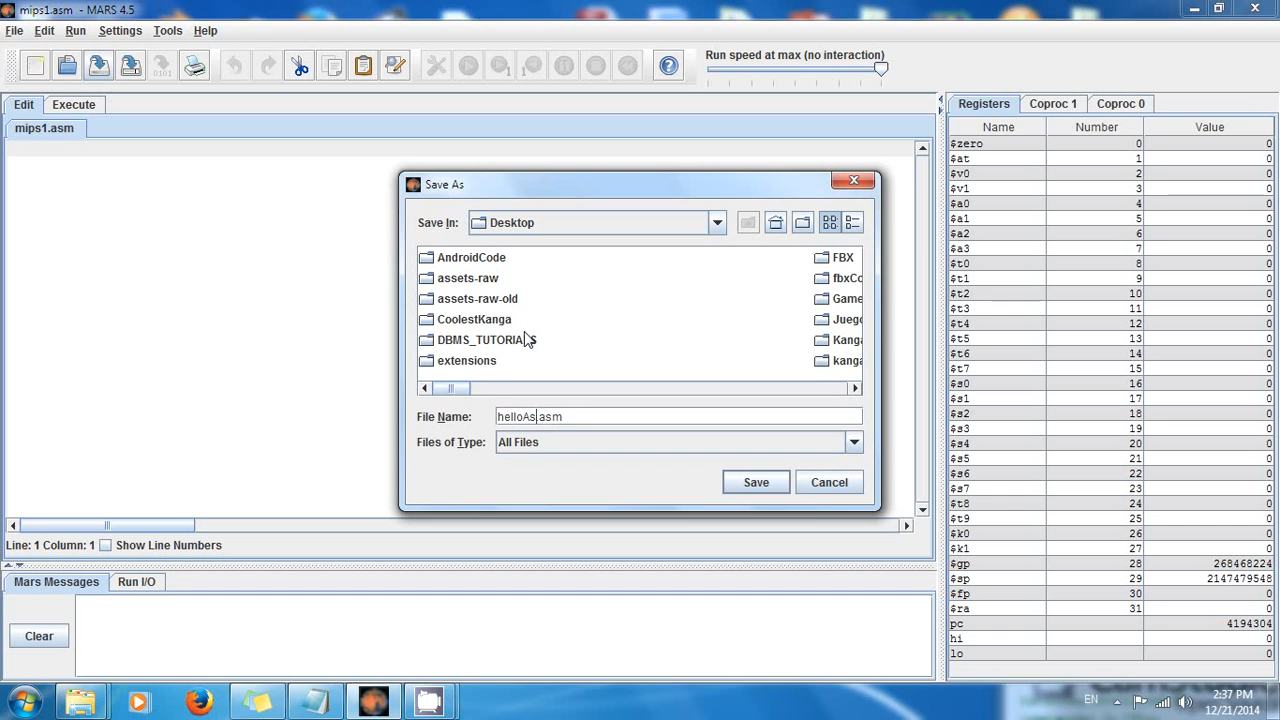 mips1.asm - MARS 4.5
File Edit Run Settings Tools Help
Run speed at max (no interaction)
Edit Execute
mips1.asm
Save As
Save In: Desktop
AndroidCode
assets-raw
assets-raw-old
CoolestKanga
extensions
FBX
fbxCo
Game
Juego
Kanga
kanga
File Name: helloAs.asm
Files of Type: All Files
Save Cancel
Line: 1 Column: 1 Show Line Numbers
Mars Messages Run I/O
Clear
Registers Coproc 1 Coproc 0
Name Number Value
$zero 0 0
$at 1 0
$v0 2 0
$v1 3 0
$a0 4 0
$a1 5 0
$a2 6 0
$a3 7 0
$t0 8 0
$t1 9 0
$t2 10 0
$t3 11 0
$t4 12 0
$t5 13 0
$t6 14 0
$t7 15 0
$s0 16 0
$s1 17 0
$s2 18 0
$s3 19 0
$s4 20 0
$s5 21 0
$s6 22 0
$s7 23 0
$t8 24 0
$t9 25 0
$k0 26 0
$k1 27 0
$gp 28 268468224
$sp 29 2147479548
$fp 30 0
$ra 31 0
pc 4194304
hi 0
lo 0
EN
2:37 PM
12/21/2014